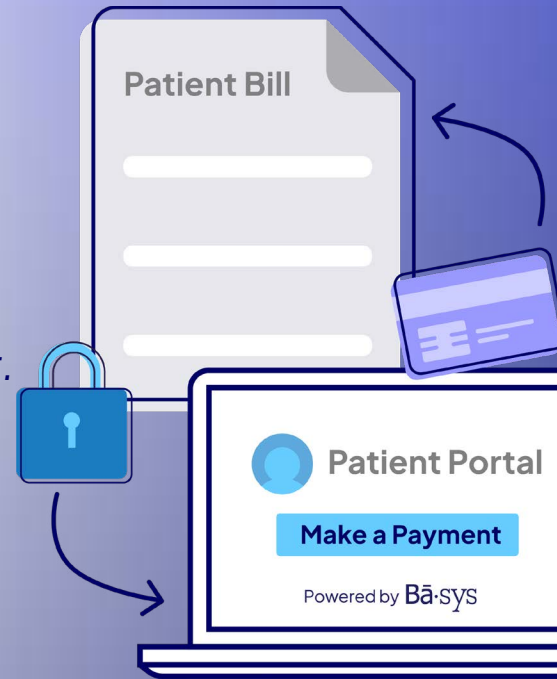 Patient Bill
Patient Portal
Make a Payment
Powered by Bā·sys